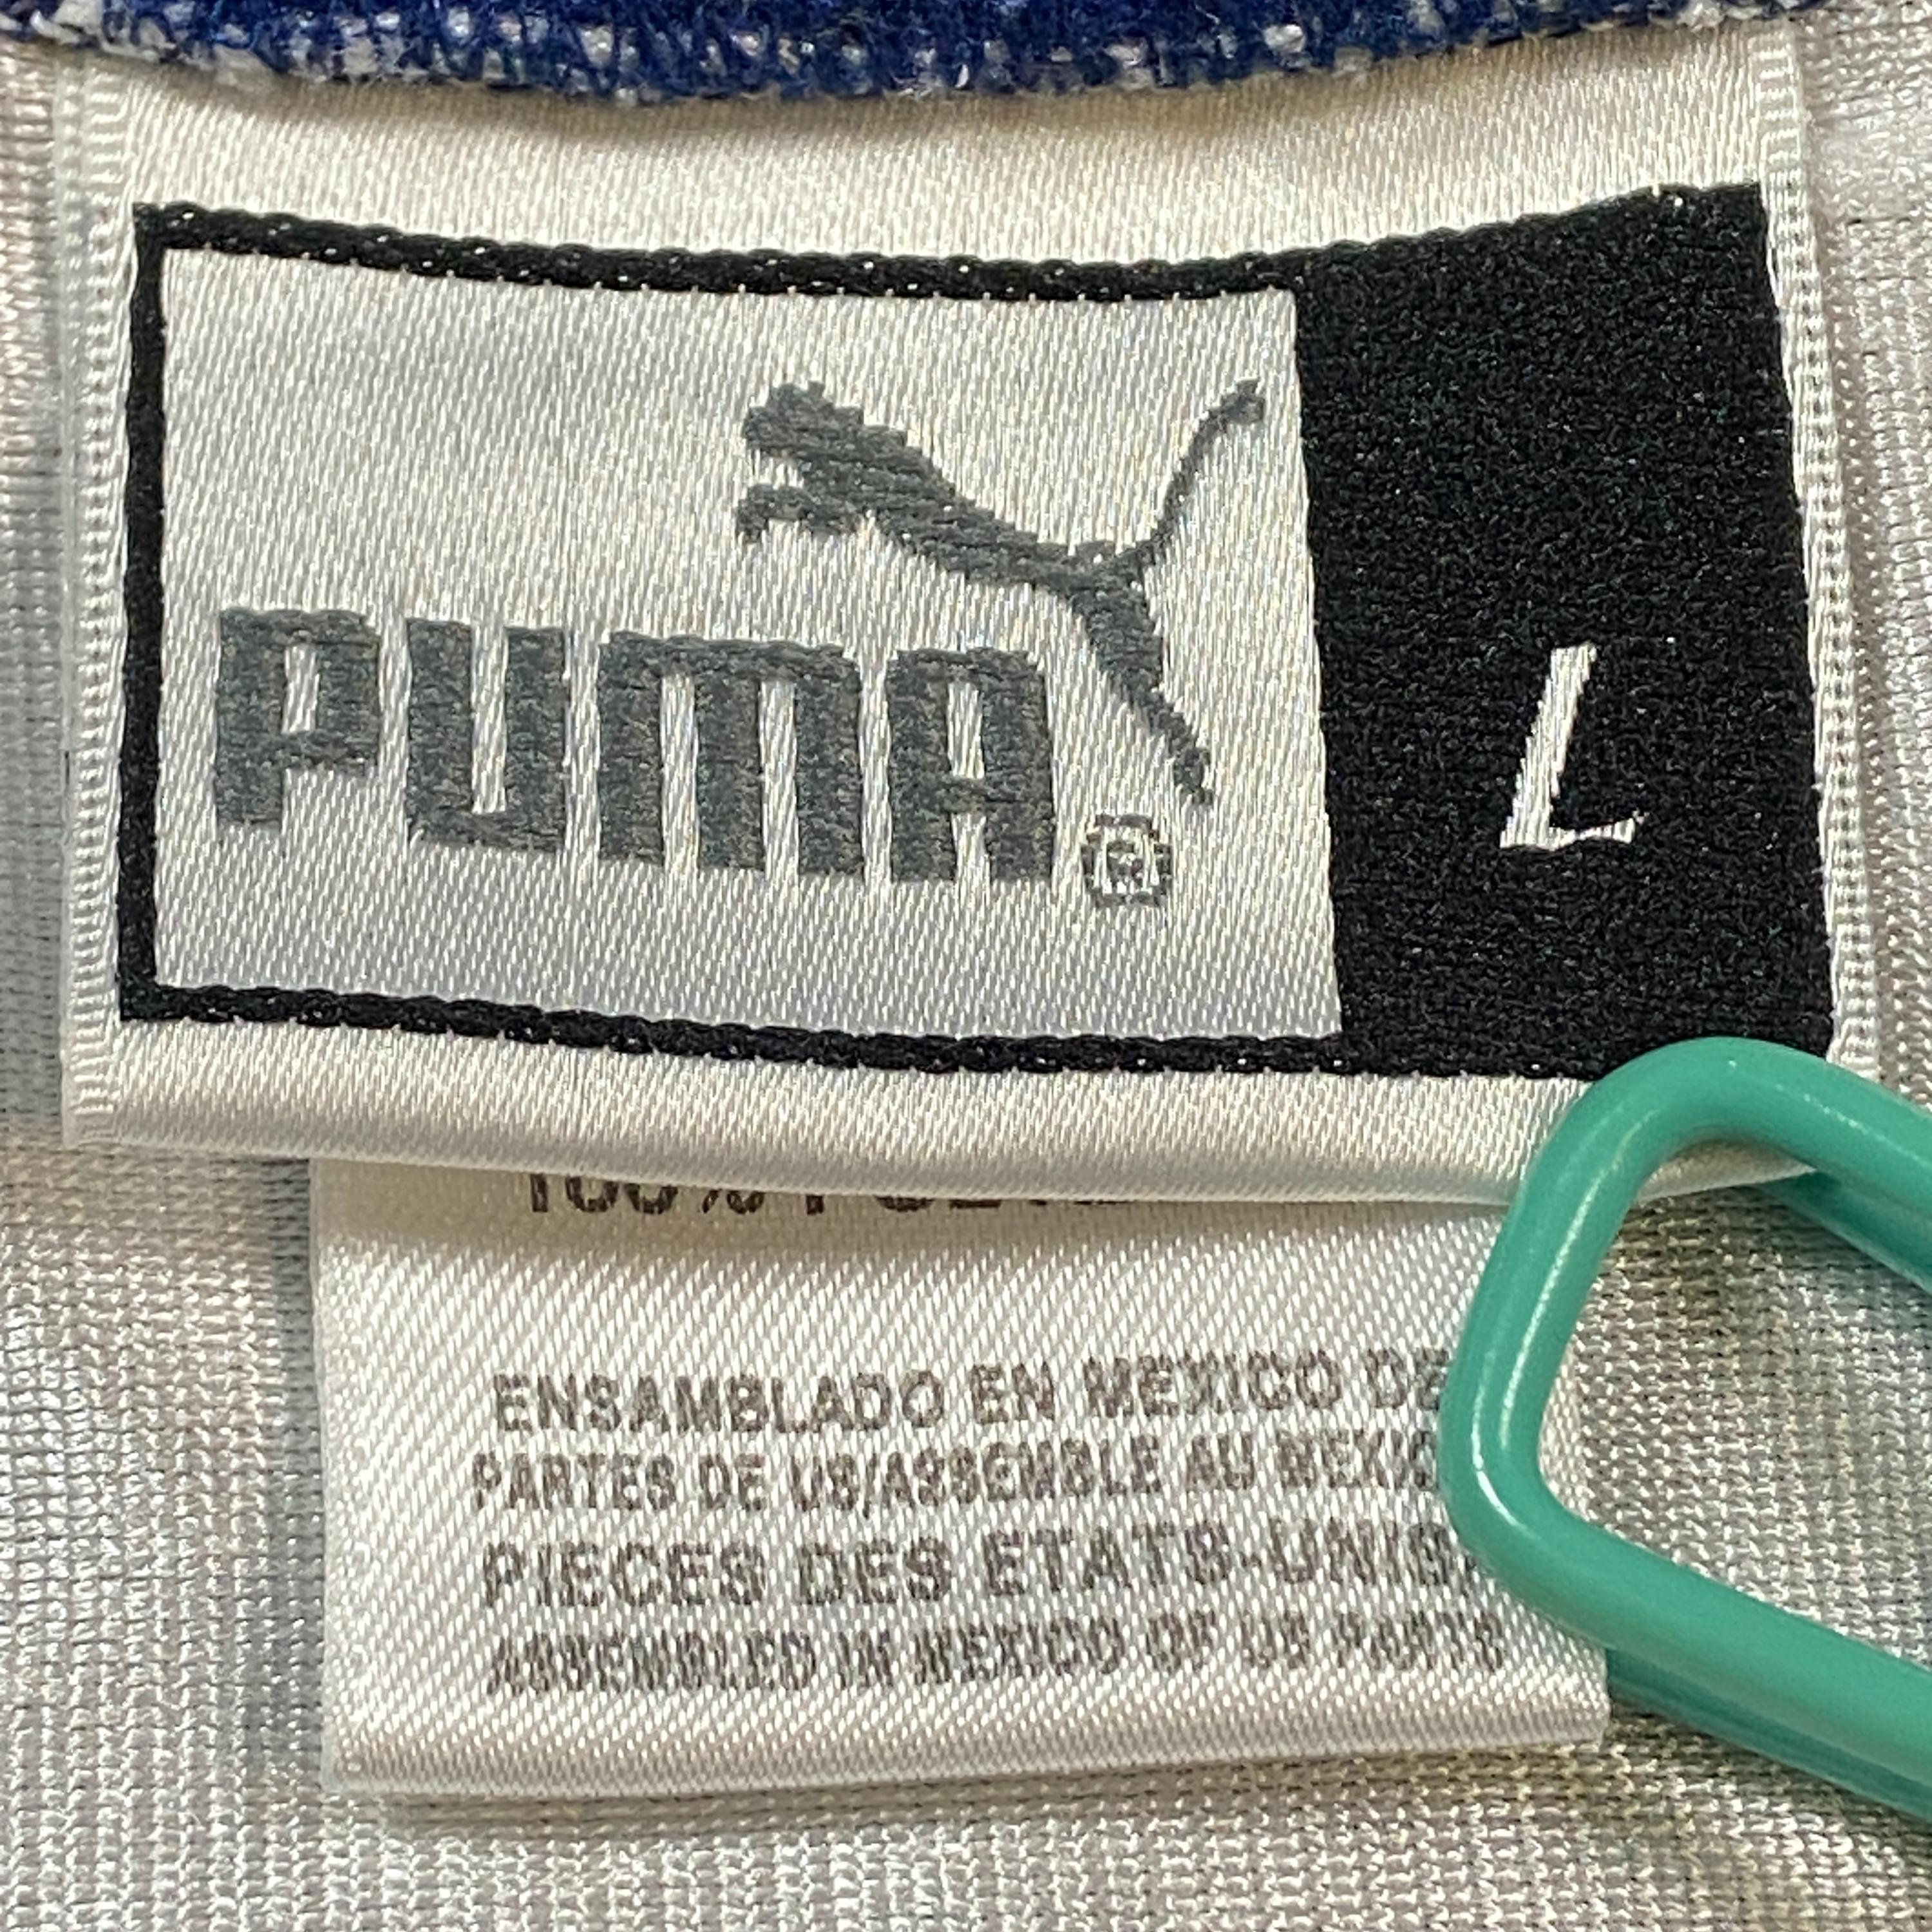 PUMA®
L
100%
ENSAMBLADO EN MEXICO DE
PARTES DE US/ASSEMBLE AU
PIECES DES ETATS-UNIS
ASSEMBLED IN MEXICO OF US PARTS